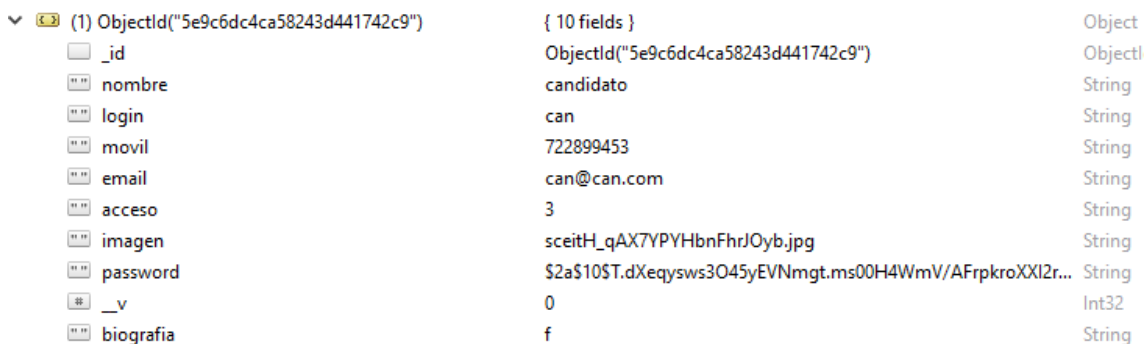 (1) ObjectId("5e9c6dc4ca58243d441742c9") { 10 fields } Object
_id ObjectId("5e9c6dc4ca58243d441742c9") ObjectI
nombre candidato String
login can String
movil 722899453 String
email can@can.com String
acceso 3 String
imagen sceitH_qAX7YPYHbnFhrJOyb.jpg String
password $2a$10$T.dXeqysws3O45yEVNmgt.ms00H4WmV/AFrpkroXXI2r... String
__v 0 Int32
biografia f String